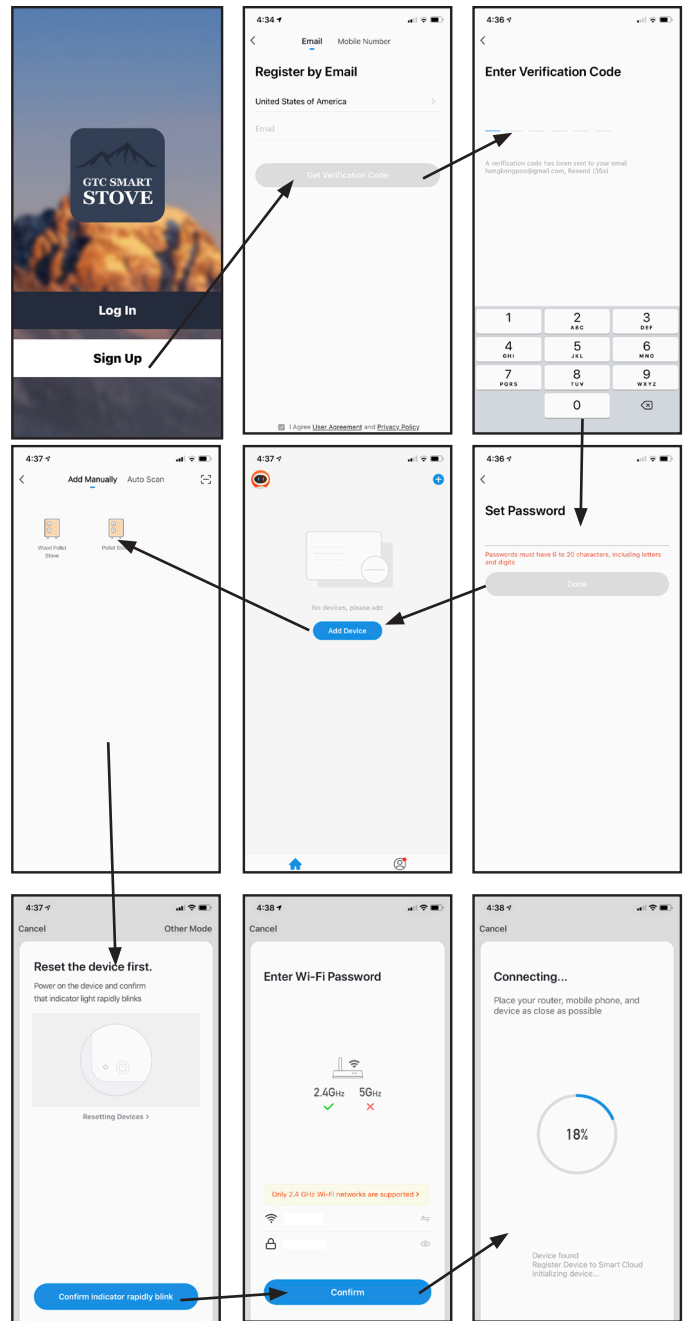 GTC SMART
STOVE
Log In
Sign Up
4:34
Email Mobile Number
Register by Email
United States of America
Email
Get Verification Code
I Agree User Agreement and Privacy Policy
4:36
Enter Verification Code
A verification code has been sent to your email
hongkongpoo@gmail.com, Resend (36s)
1 2 3
ABC DEF
4 5 6
GHI JKL MNO
7 8 9
PQRS TUV WXYZ
0
4:37
Add Manually Auto Scan
Wood Pellet
Stove
Pellet Stove
4:37
No devices, please add
Add Device
4:36
Set Password
Passwords must have 6 to 20 characters, including letters
and digits
Done
4:37
Cancel Other Mode
Reset the device first.
Power on the device and confirm
that indicator light rapidly blinks
Resetting Devices >
Confirm indicator rapidly blink
4:38
Cancel
Enter Wi-Fi Password
2.4GHz 5GHz
Only 2.4 GHz Wi-Fi networks are supported >
Confirm
4:38
Cancel
Connecting...
Place your router, mobile phone, and
device as close as possible
18%
Device found
Register Device to Smart Cloud
Initializing device...